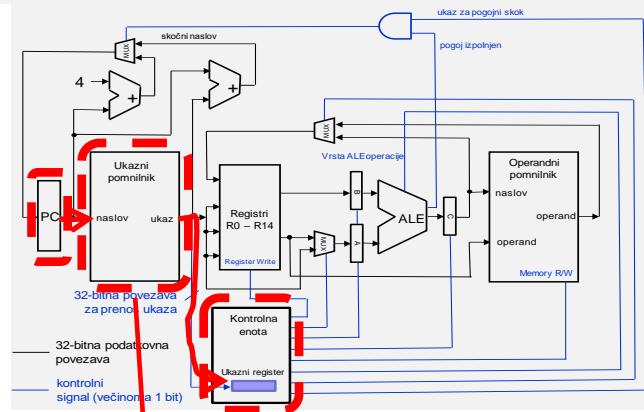 ukaz za pogojni skok
skočni naslov
pogoj izpolnjen
MUX
4
+
+
MUX
Vrsta ALE operacije
Ukazni
pomnilnik
naslov
ukaz
PC
Registri
R0 – R14
Register Write
MUX
B
A
ALE
C
Operandni
pomnilnik
naslov
operand
operand
Memory R/W
32-bitna povezava
za prenos ukaza
Kontrolna
enota
Ukazni register
32-bitna podatkovna
povezava
kontrolni
signal (večinoma 1 bit)